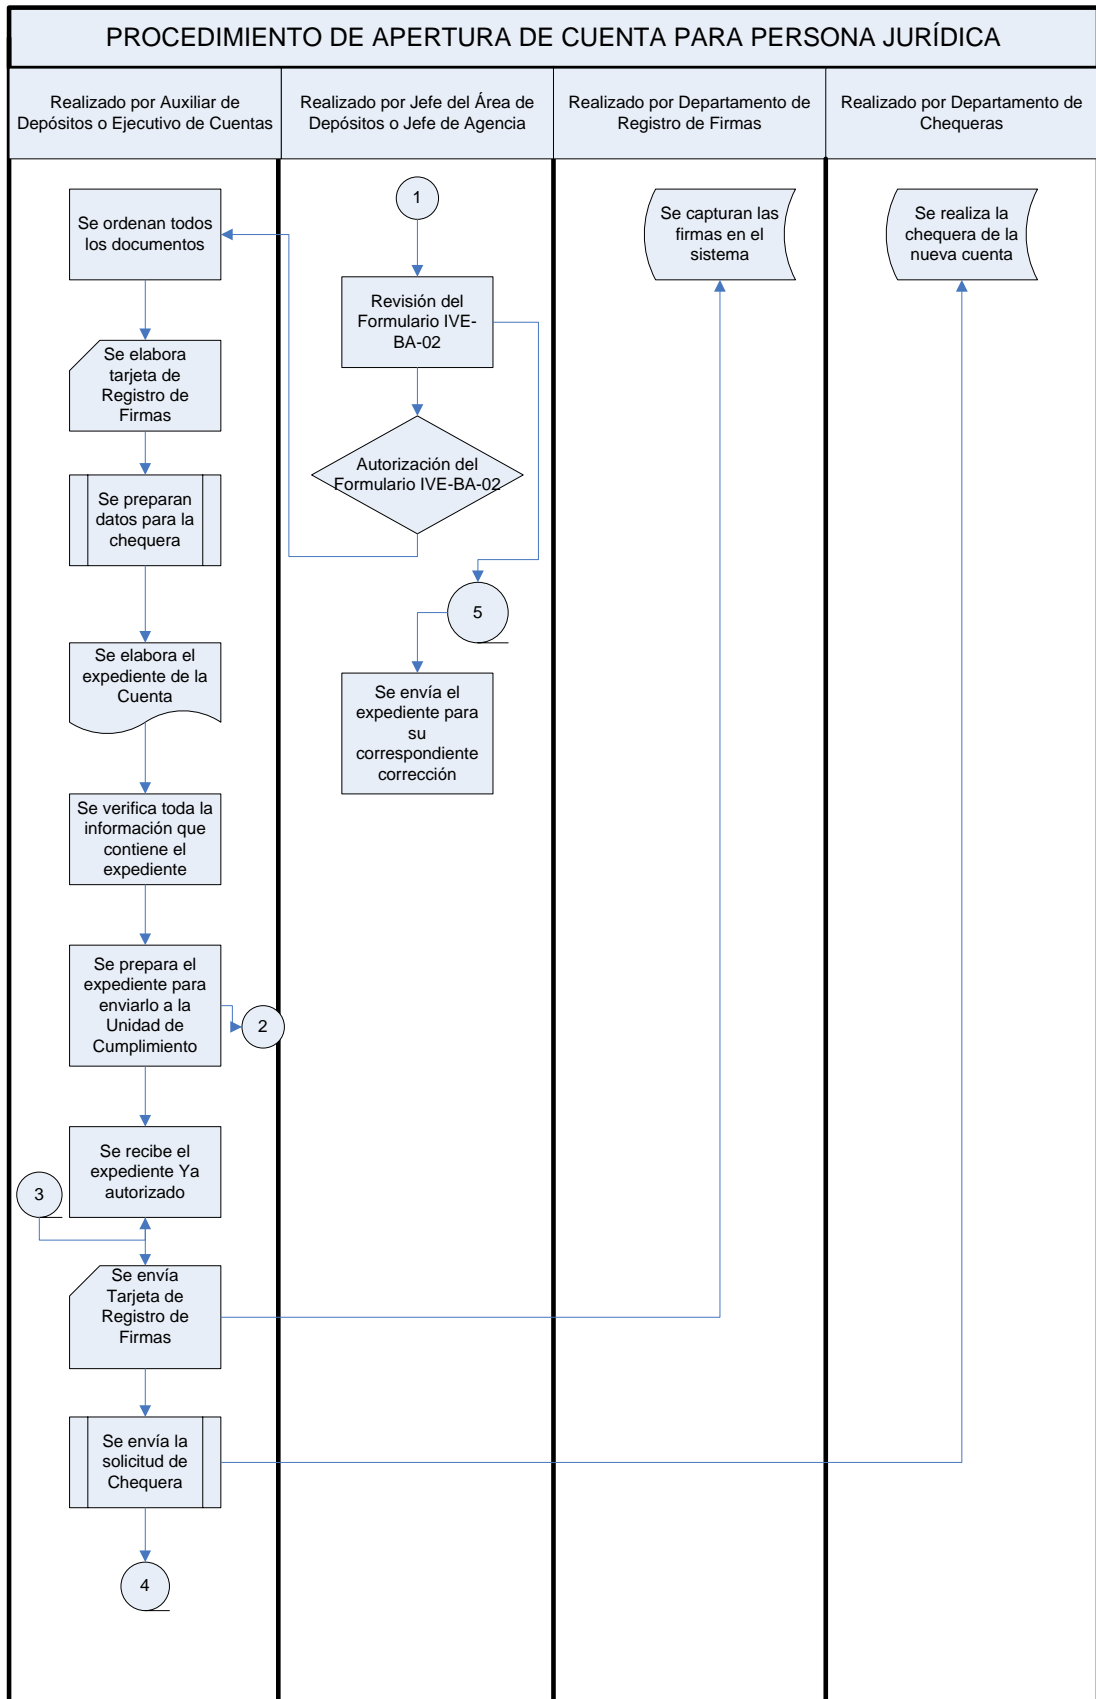 PROCEDIMIENTO DE APERTURA DE CUENTA PARA PERSONA JURÍDICA
Realizado por Auxiliar de
Depósitos o Ejecutivo de Cuentas
Realizado por Jefe del Área de
Depósitos o Jefe de Agencia
Realizado por Departamento de
Registro de Firmas
Realizado por Departamento de
Chequeras
Se ordenan todos
los documentos
Se elabora
tarjeta de
Registro de
Firmas
Se preparan
datos para la
chequera
Se elabora el
expediente de la
Cuenta
Se verifica toda la
información que
contiene el
expediente
Se prepara el
expediente para
enviarlo a la
Unidad de
Cumplimiento
2
Se recibe el
expediente Ya
autorizado
3
Se envía
Tarjeta de
Registro de
Firmas
Se envía la
solicitud de
Chequera
4
1
Revisión del
Formulario IVE-
BA-02
Autorización del
Formulario IVE-BA-02
5
Se envía el
expediente para
su
correspondiente
corrección
Se capturan las
firmas en el
sistema
Se realiza la
chequera de la
nueva cuenta